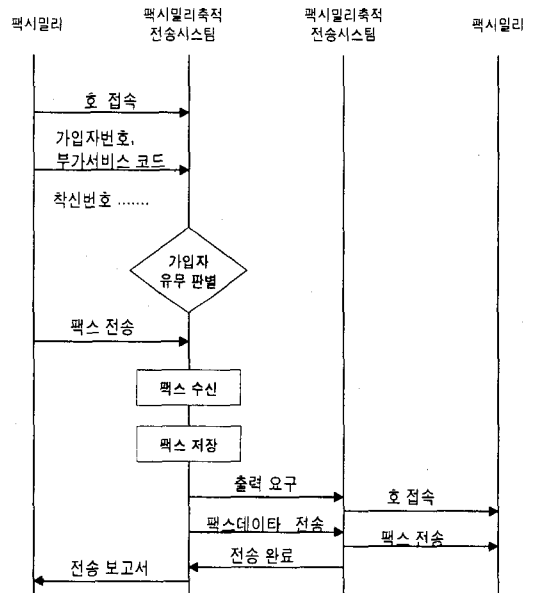 팩시밀리
팩시밀리축적
전송시스팀
팩시밀리축적
전송시스팀
팩시밀리
호 접속
가입자번호,
부가서비스 코드
착신번호 .......
가입자
유무 판별
팩스 전송
팩스 수신
팩스 저장
출력 요구
호 접속
팩스데이타 전송
팩스 전송
전송 완료
전송 보고서